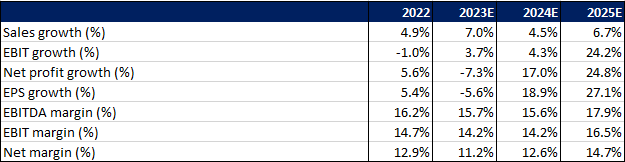 2022 2023E 2024E 2025E
Sales growth (%) 4.9% 7.0% 4.5% 6.7%
EBIT growth (%) -1.0% 3.7% 4.3% 24.2%
Net profit growth (%) 5.6% -7.3% 17.0% 24.8%
EPS growth (%) 5.4% -5.6% 18.9% 27.1%
EBITDA margin (%) 16.2% 15.7% 15.6% 17.9%
EBIT margin (%) 14.7% 14.2% 14.2% 16.5%
Net margin (%) 12.9% 11.2% 12.6% 14.7%